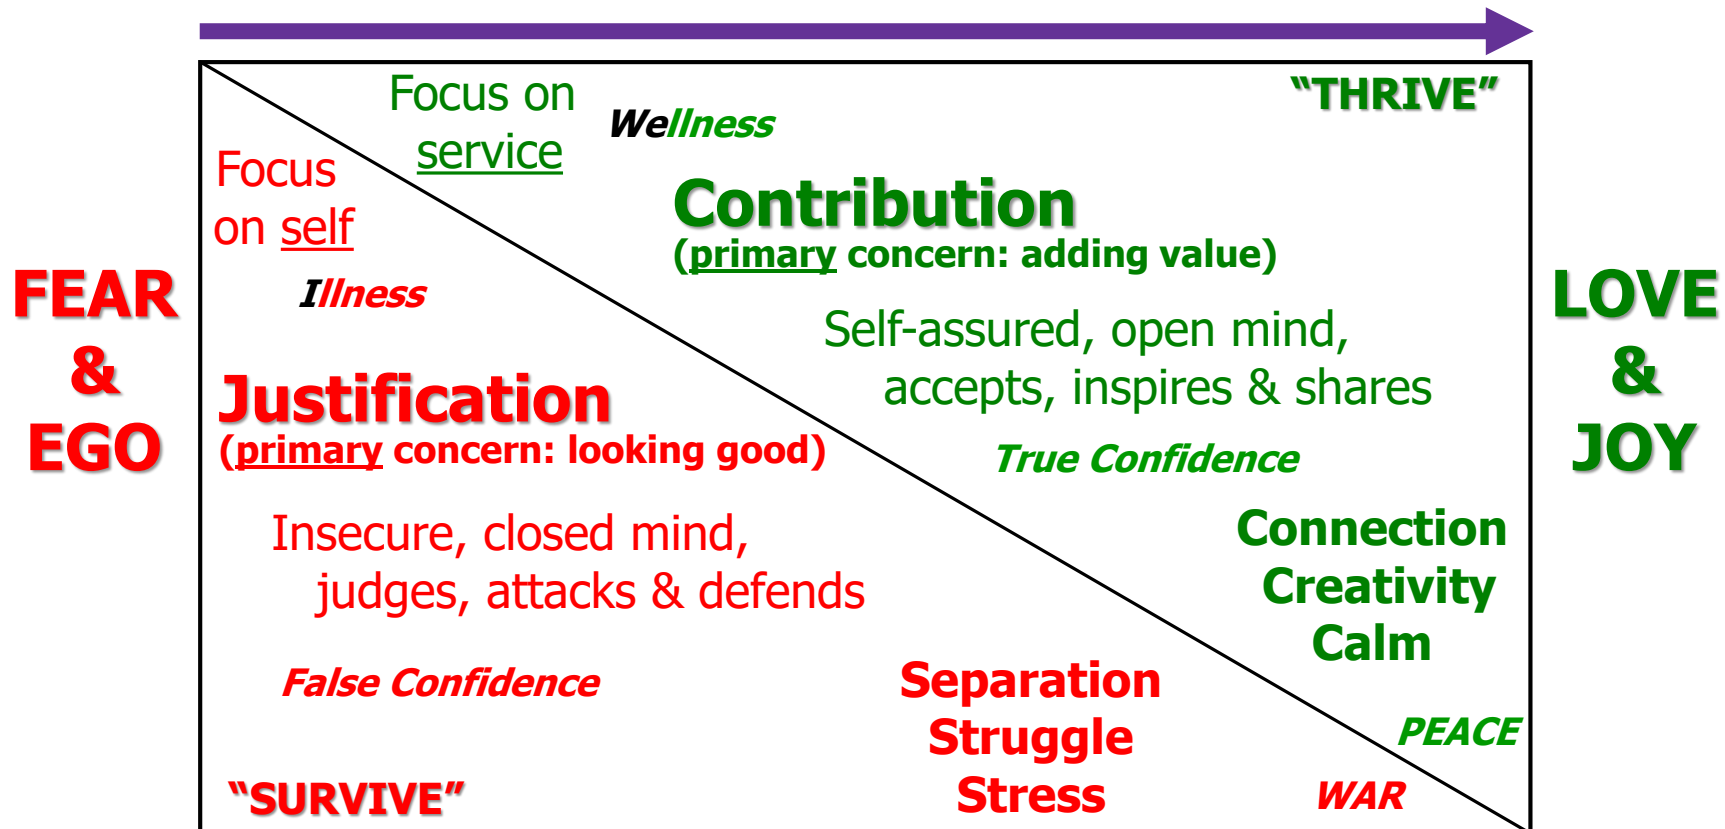 FEAR
&
EGO
Focus
on self
Illness
Justification
(primary concern: looking good)
Insecure, closed mind,
judges, attacks & defends
False Confidence
"SURVIVE"
Separation
Struggle
Stress
WAR
Focus on
service
Wellness
"THRIVE"
Contribution
(primary concern: adding value)
Self-assured, open mind,
accepts, inspires & shares
True Confidence
Connection
Creativity
Calm
PEACE
LOVE
&
JOY